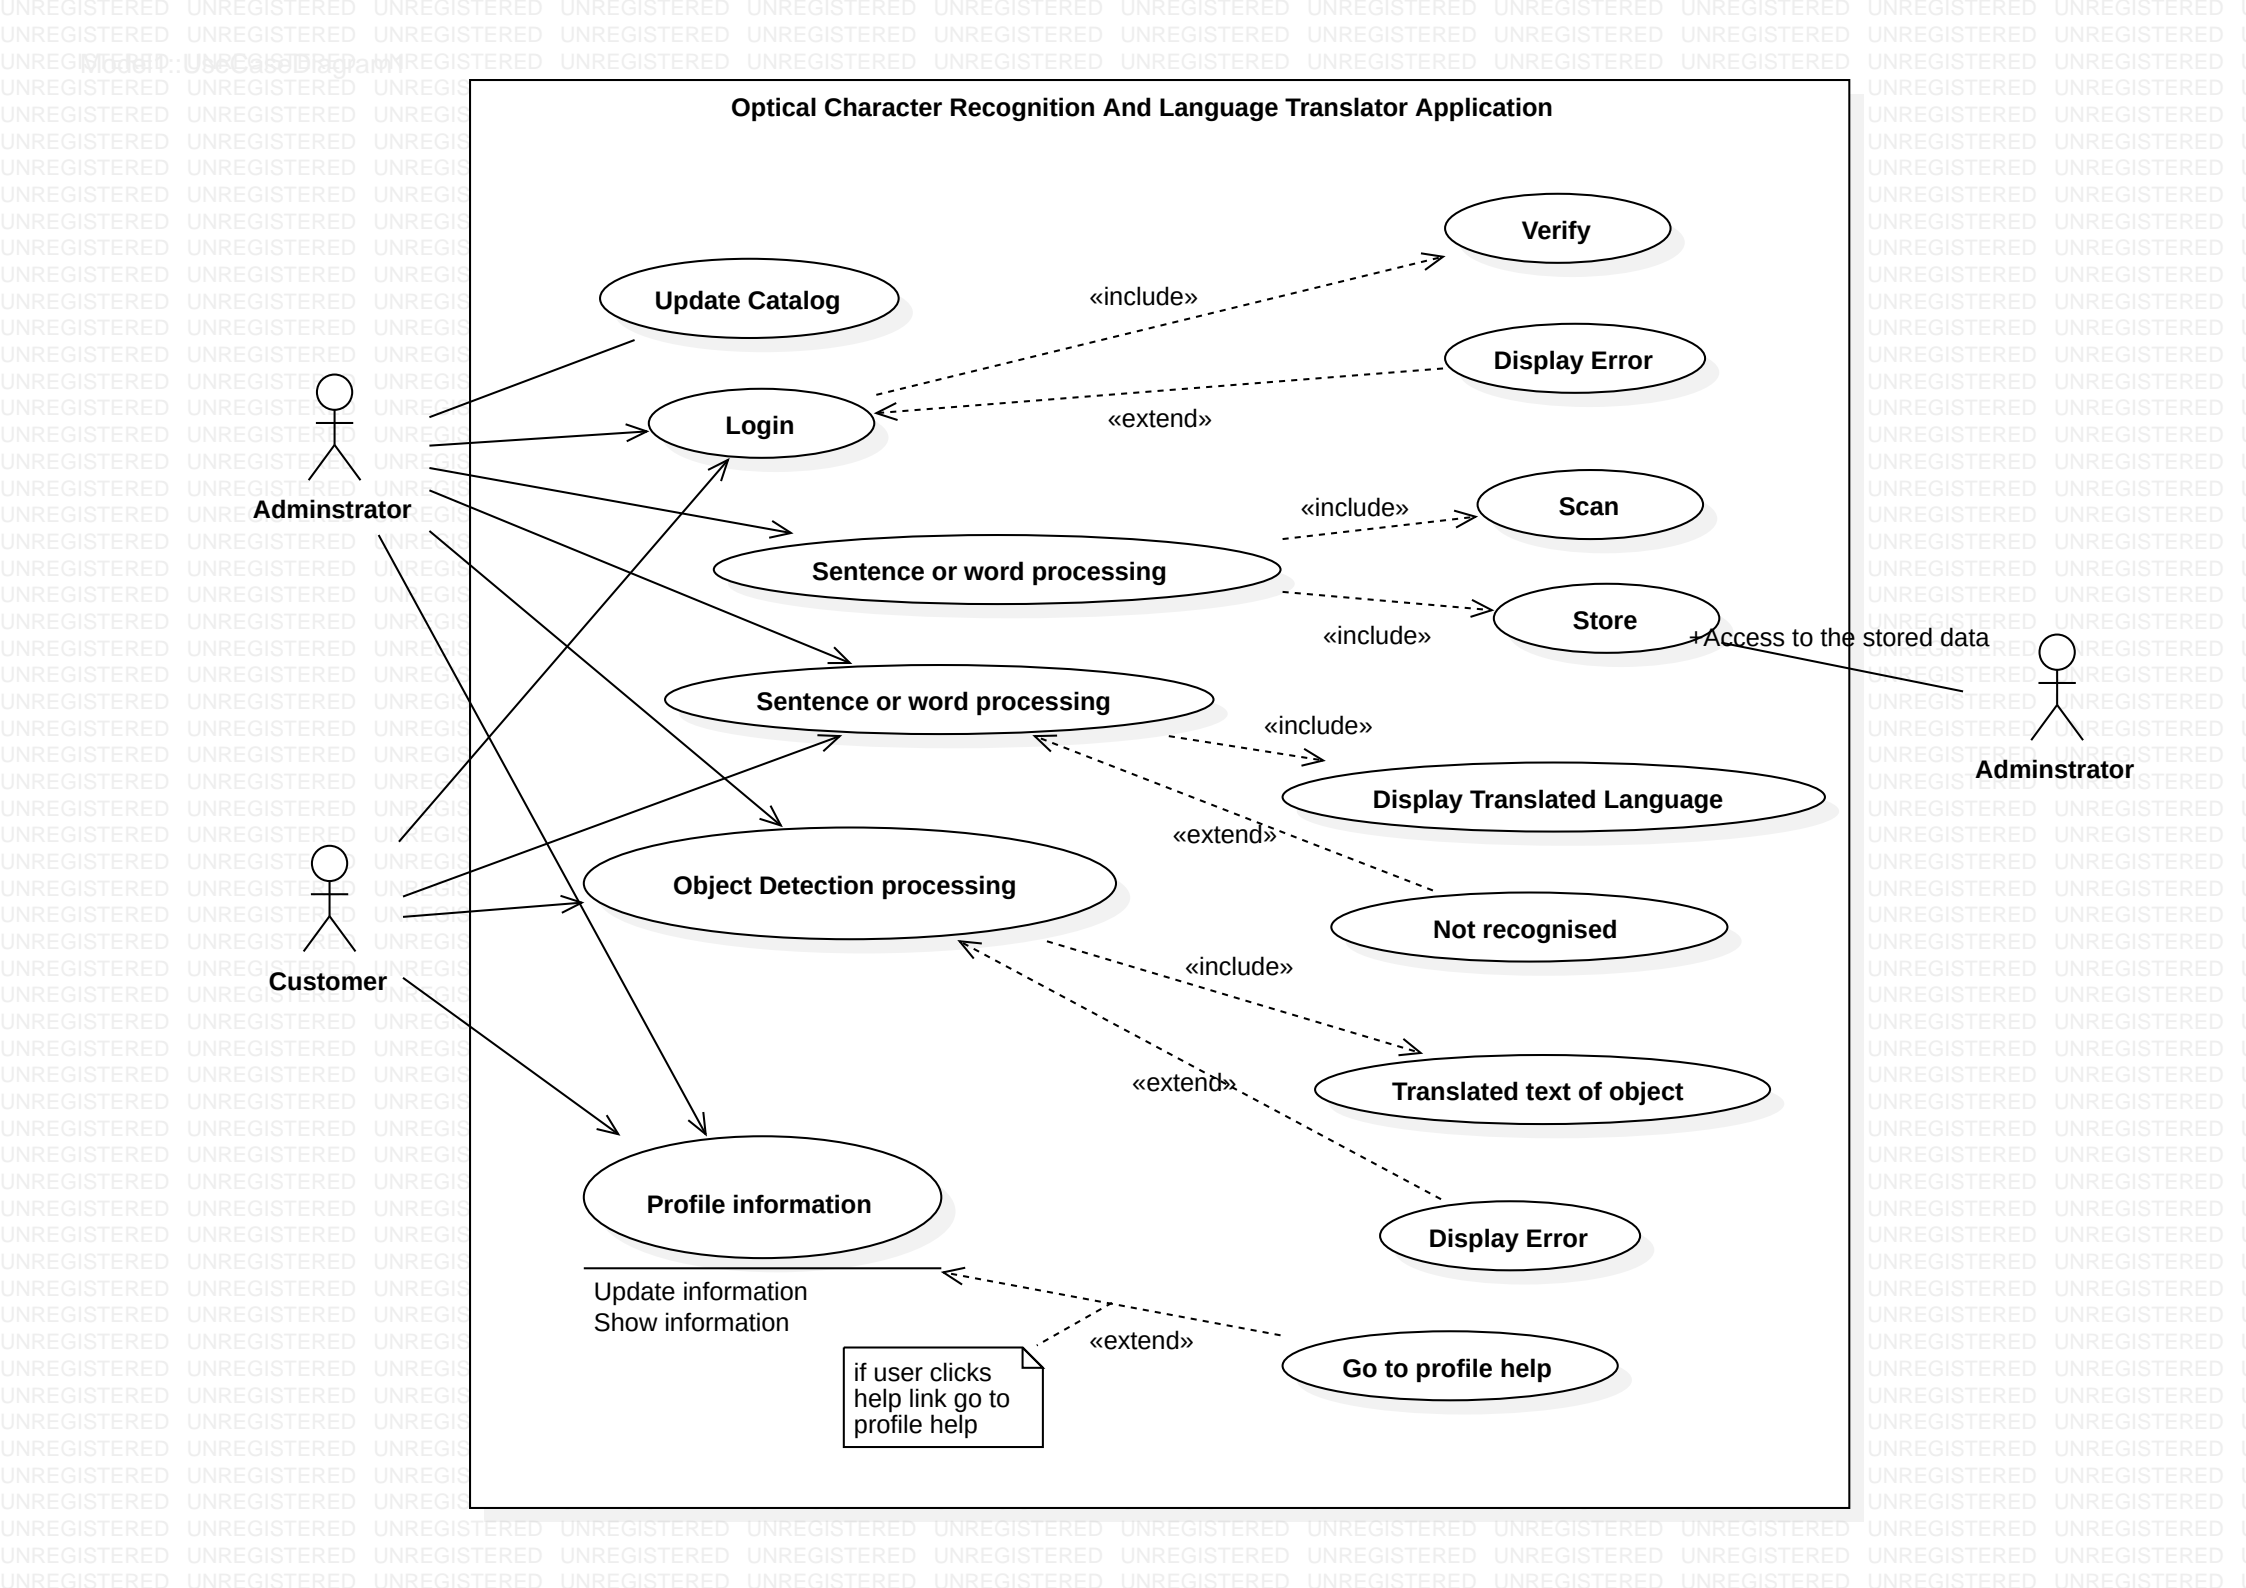 Model1::UseCaseDiagram1
Optical Character Recognition And Language Translator Application
Verify
Update Catalog
«include»
Display Error
Login
«extend»
Adminstrator
Scan
«include»
Sentence or word processing
Store
«include»
+Access to the stored data
Adminstrator
Sentence or word processing
«include»
Display Translated Language
«extend»
Object Detection processing
Not recognised
Customer
«include»
Translated text of object
«extend»
Profile information
Display Error
Update information
Show information
«extend»
Go to profile help
if user clicks
help link go to
profile help
UNREGISTERED